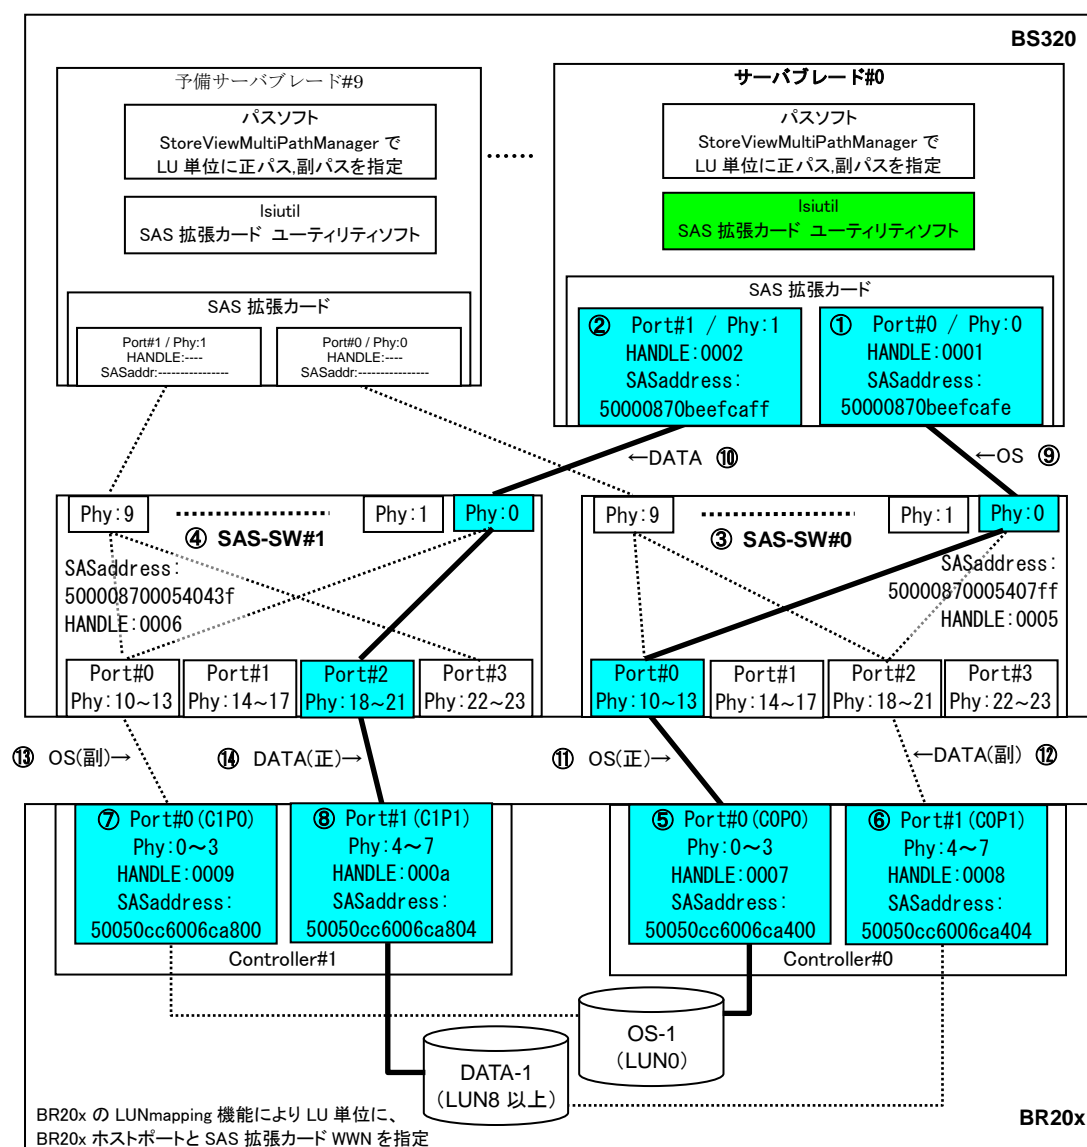 BS320
予備サーバブレード#9
パスソフト
StoreViewMultiPathManager で
LU 単位に正パス,副パスを指定
lsiutil
SAS 拡張カード ユーティリティソフト
SAS 拡張カード
Port#1 / Phy:1
HANDLE:----
SASaddr:----------------
Port#0 / Phy:0
HANDLE:----
SASaddr:----------------
……
サーバブレード#0
パスソフト
StoreViewMultiPathManager で
LU 単位に正パス,副パスを指定
lsiutil
SAS 拡張カード ユーティリティソフト
SAS 拡張カード
② Port#1 / Phy:1
HANDLE:0002
SASaddress:
50000870beefcaff
① Port#0 / Phy:0
HANDLE:0001
SASaddress:
50000870beefcafe
←DATA ⑩
←OS ⑨
Phy:9
Phy:1
Phy:0
④ SAS-SW#1
SASaddress:
500008700054043f
HANDLE:0006
Port#0
Phy:10~13
Port#1
Phy:14~17
Port#2
Phy:18~21
Port#3
Phy:22~23
Phy:9
Phy:1
Phy:0
③ SAS-SW#0
SASaddress:
50000870005407ff
HANDLE:0005
Port#0
Phy:10~13
Port#1
Phy:14~17
Port#2
Phy:18~21
Port#3
Phy:22~23
⑬ OS(副)→
⑭ DATA(正)→
⑪ OS(正)→
←DATA(副) ⑫
⑦ Port#0(C1P0)
Phy:0~3
HANDLE:0009
SASaddress:
50050cc6006ca800
⑧ Port#1(C1P1)
Phy:4~7
HANDLE:000a
SASaddress:
50050cc6006ca804
Controller#1
⑤ Port#0(C0P0)
Phy:0~3
HANDLE:0007
SASaddress:
50050cc6006ca400
⑥ Port#1(C0P1)
Phy:4~7
HANDLE:0008
SASaddress:
50050cc6006ca404
Controller#0
OS-1
(LUN0)
DATA-1
(LUN8 以上)
BR20x の LUNmapping 機能により LU 単位に、
BR20x ホストポートと SAS 拡張カード WWN を指定
BR20x